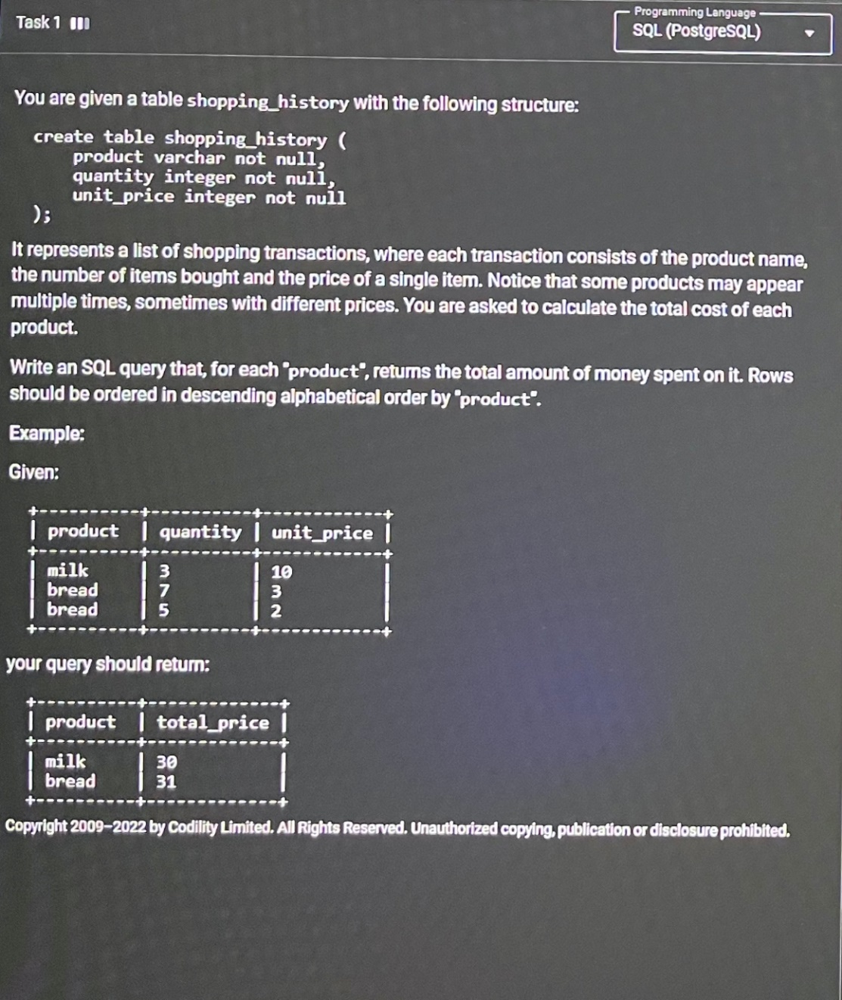 Task 1
Programming Language
SQL (PostgreSQL)
You are given a table shopping_history with the following structure:
create table shopping_history (
product varchar not null,
quantity integer not null,
unit_price integer not null
);
It represents a list of shopping transactions, where each transaction consists of the product name,
the number of items bought and the price of a single item. Notice that some products may appear
multiple times, sometimes with different prices. You are asked to calculate the total cost of each
product.
Write an SQL query that, for each "product", returns the total amount of money spent on it. Rows
should be ordered in descending alphabetical order by "product".
Example:
Given:
+----------+----------+------------+
| product | quantity | unit_price |
+----------+----------+------------+
| milk | 3 | 10 |
| bread | 7 | 3 |
| bread | 5 | 2 |
+----------+----------+------------+
your query should return:
+----------+-------------+
| product | total_price |
+----------+-------------+
| milk | 30 |
| bread | 31 |
+----------+-------------+
Copyright 2009–2022 by Codility Limited. All Rights Reserved. Unauthorized copying, publication or disclosure prohibited.